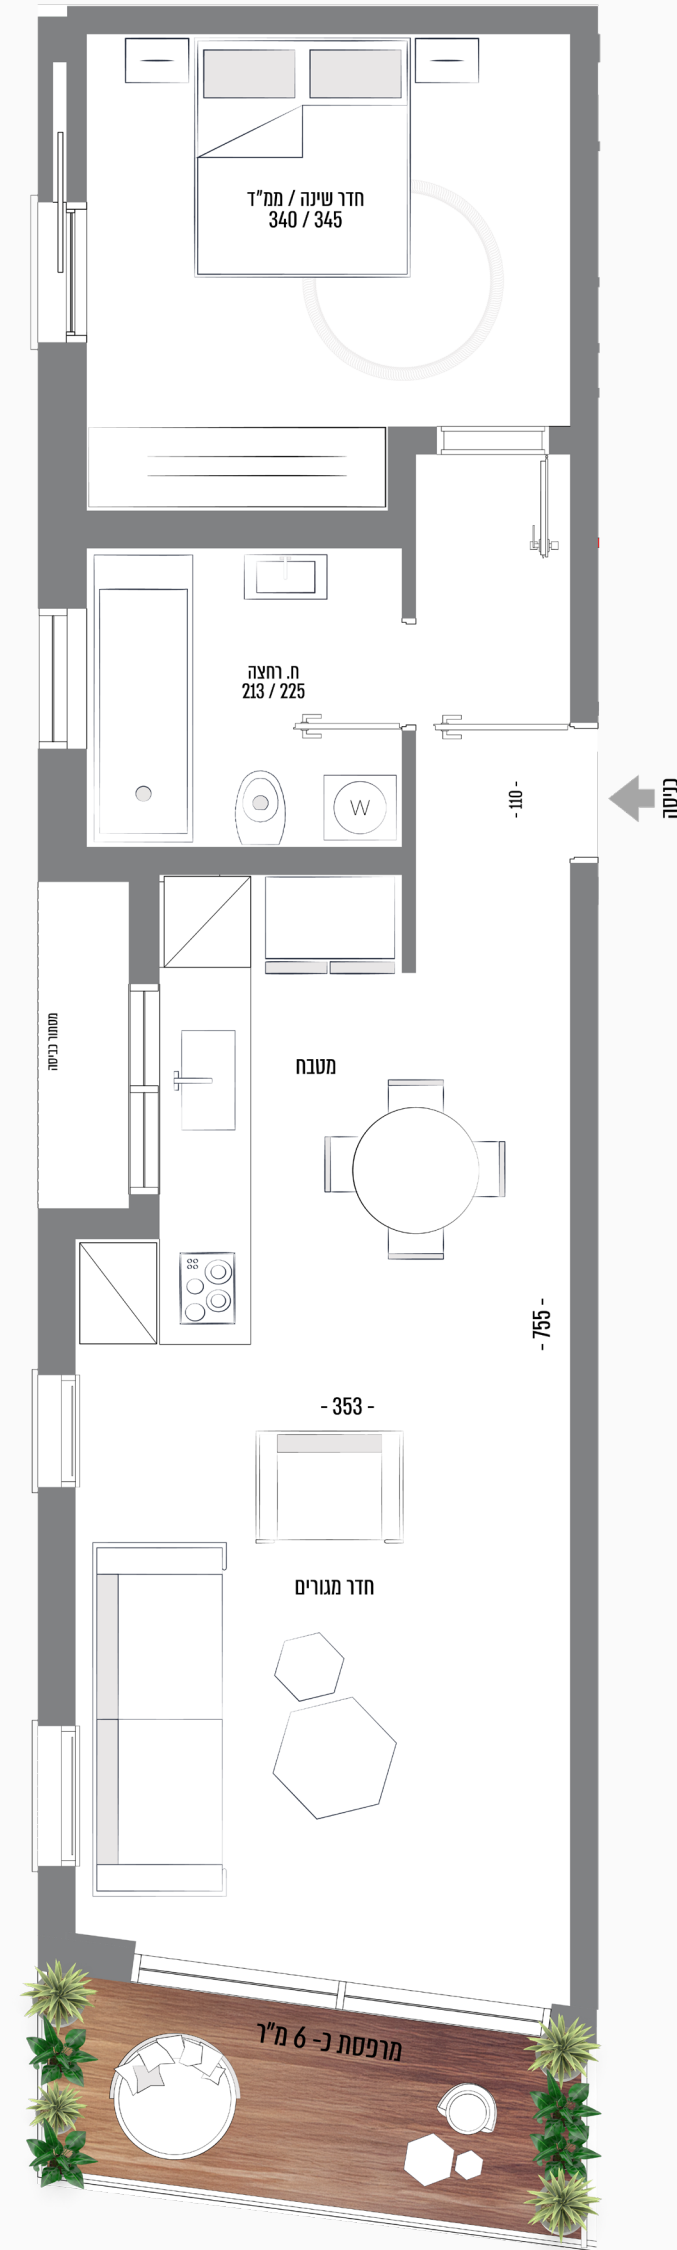 חדר שינה / ממ"ד
340 / 345
ח. רחצה
213 / 225
W
- 110 -
כניסה
מסתור כביסה
מטבח
- 755 -
- 353 -
חדר מגורים
מרפסת כ- 6 מ"ר